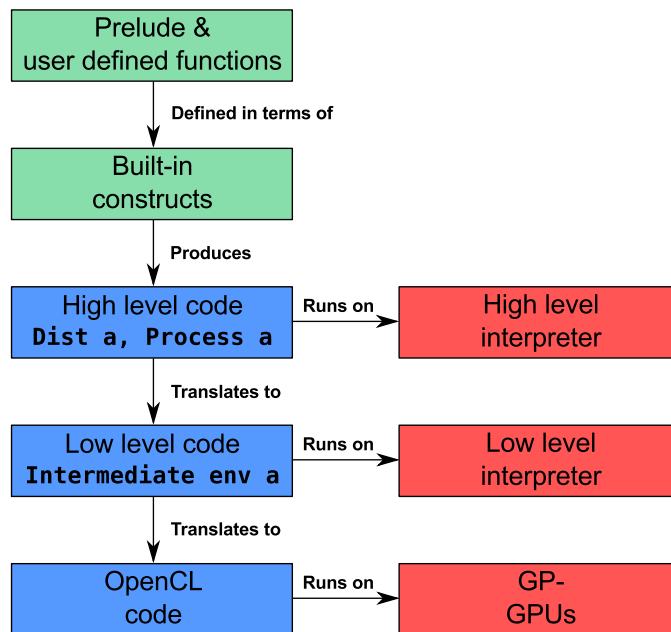 Prelude &
user defined functions
Defined in terms of
Built-in
constructs
Produces
High level code
Dist a, Process a
Runs on
High level
interpreter
Translates to
Low level code
Intermediate env a
Runs on
Low level
interpreter
Translates to
OpenCL
code
Runs on
GP-
GPUs